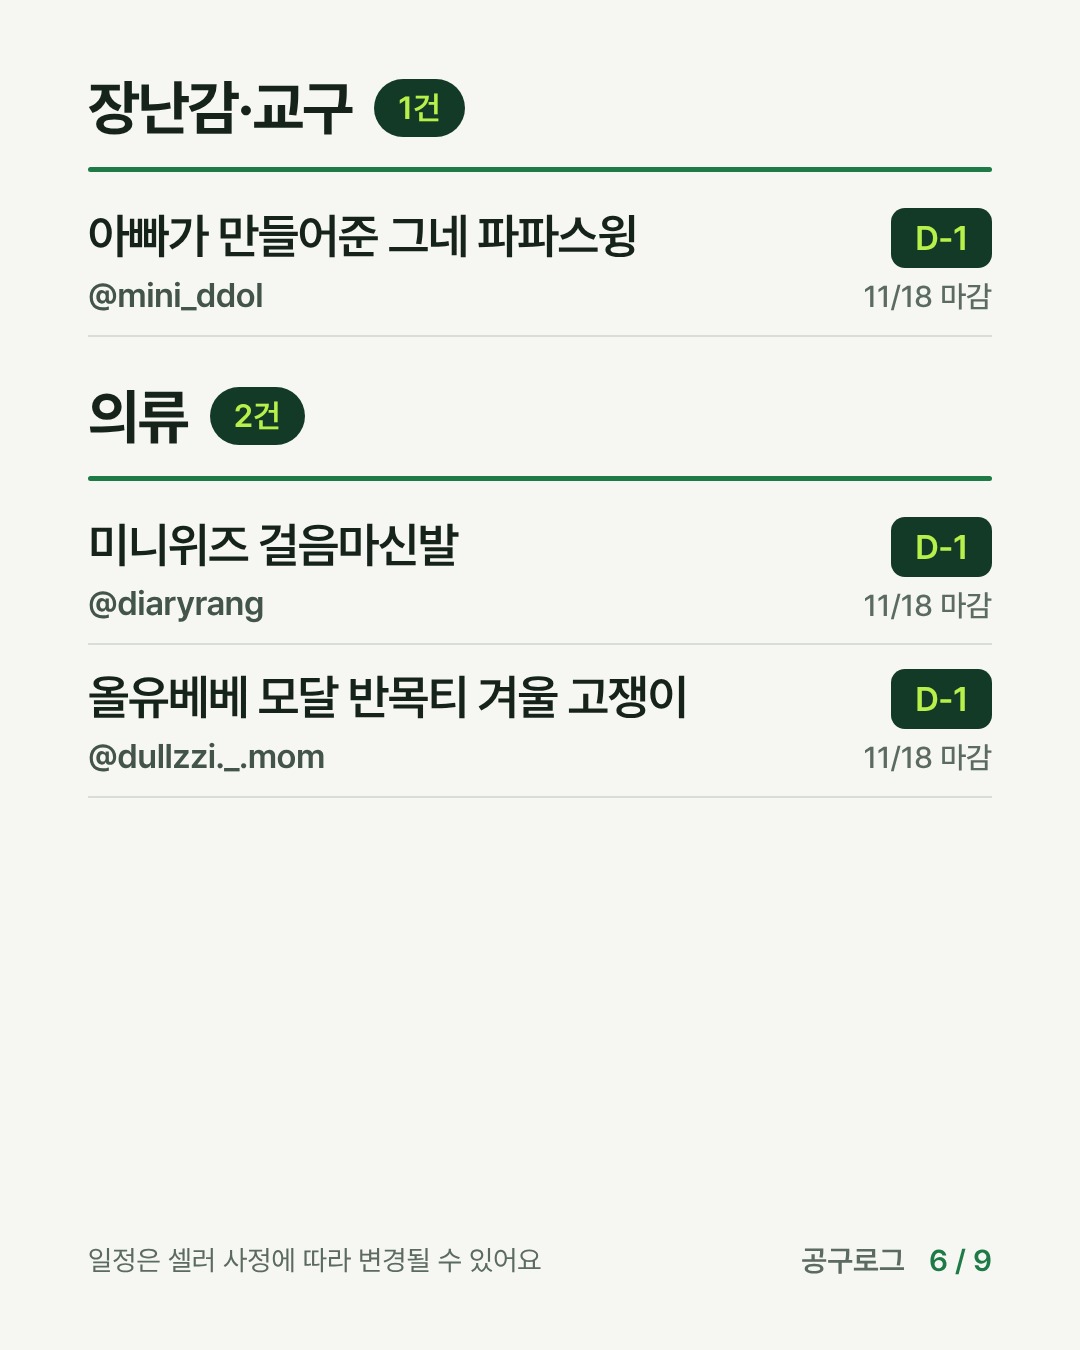 장난감·교구 1건
아빠가 만들어준 그네 파파스윙 D-1
@mini_ddol 11/18 마감
의류 2건
미니위즈 걸음마신발 D-1
@diaryrang 11/18 마감
올유베베 모달 반목티 겨울 고쟁이 D-1
@dullzzi._.mom 11/18 마감
일정은 셀러 사정에 따라 변경될 수 있어요 공구로그 6 / 9